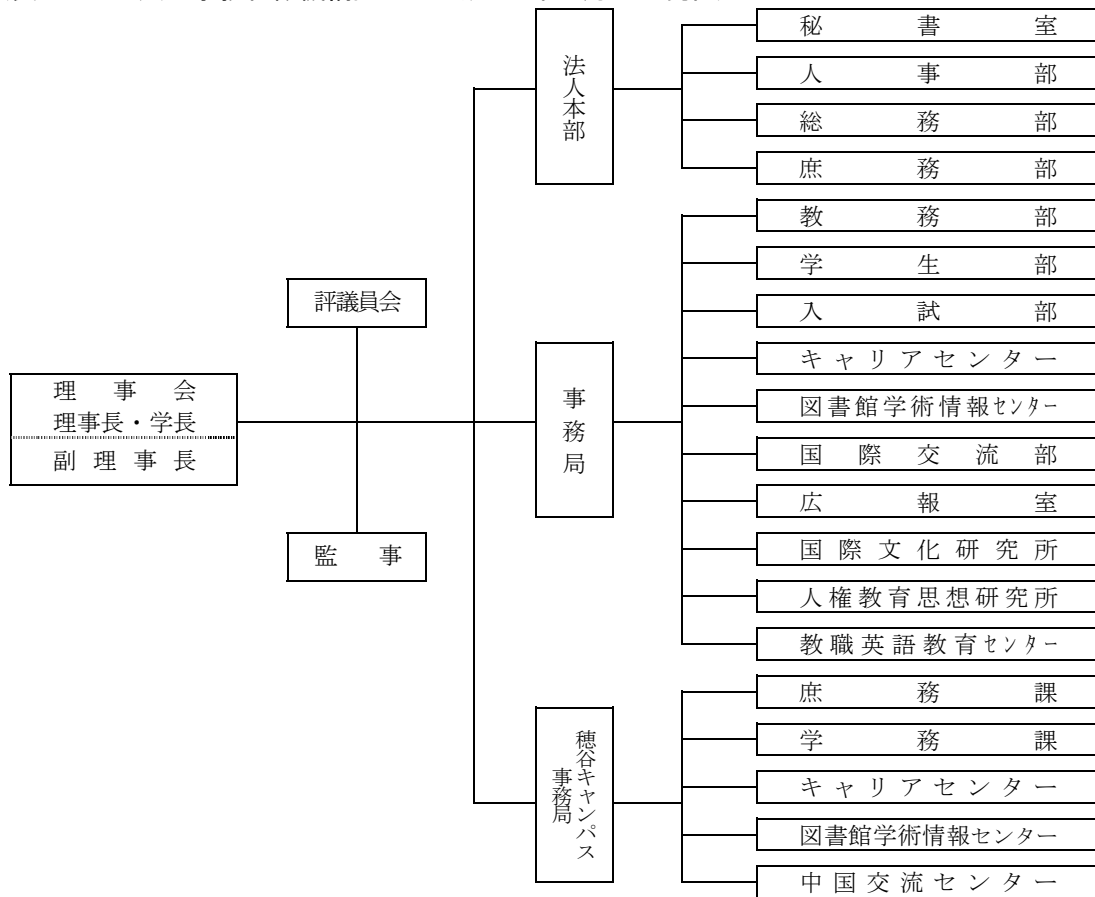 評議員会
理事会
理事長・学長
副理事長
監事
法人本部
秘書室
人事部
総務部
庶務部
事務局
教務部
学生部
入試部
キャリアセンター
図書館学術情報センター
国際交流部
広報室
国際文化研究所
人権教育思想研究所
教職英語教育センター
穂谷キャンパス
事務局
庶務課
学務課
キャリアセンター
図書館学術情報センター
中国交流センター